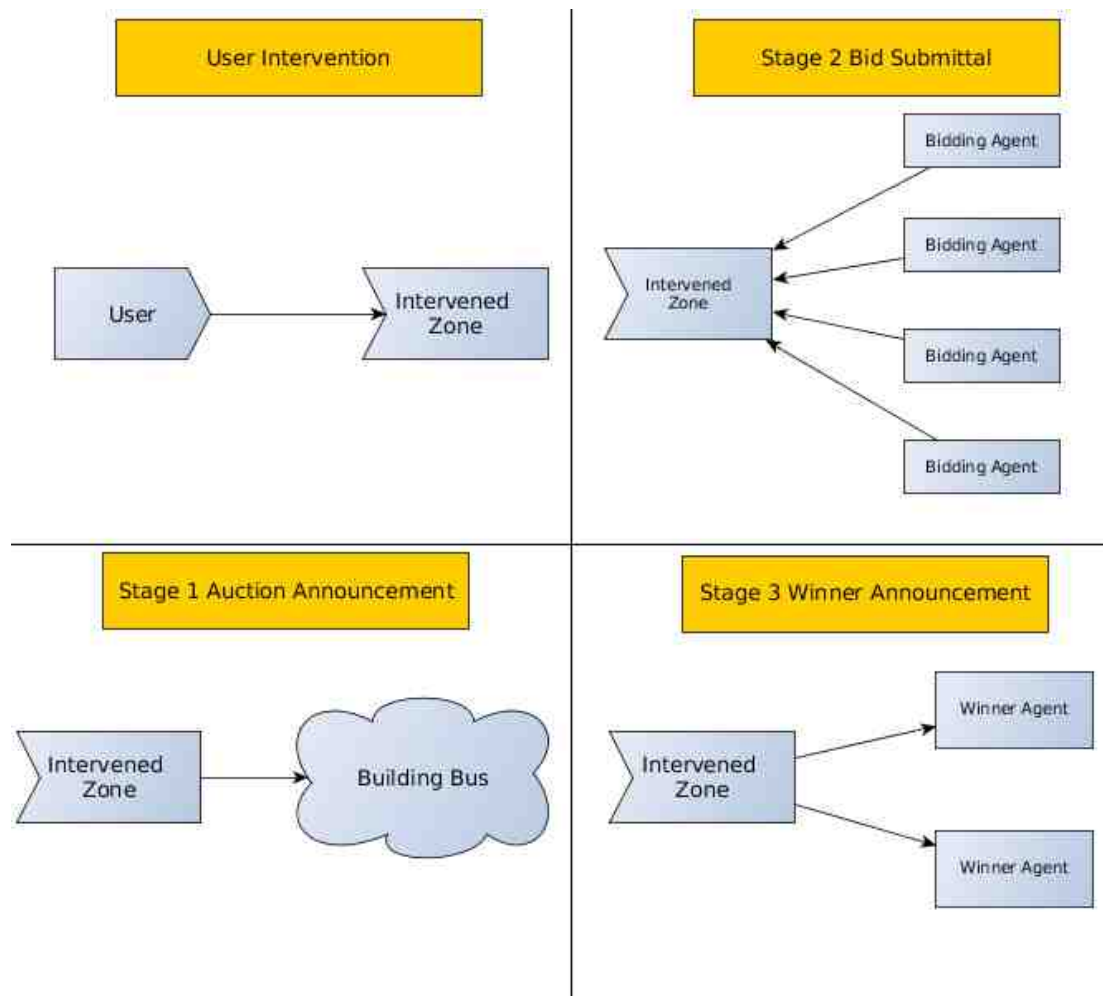 User Intervention
User
Intervened
Zone
Stage 2 Bid Submittal
Bidding Agent
Bidding Agent
Intervened
Zone
Bidding Agent
Bidding Agent
Stage 1 Auction Announcement
Intervened
Zone
Building Bus
Stage 3 Winner Announcement
Winner Agent
Intervened
Zone
Winner Agent